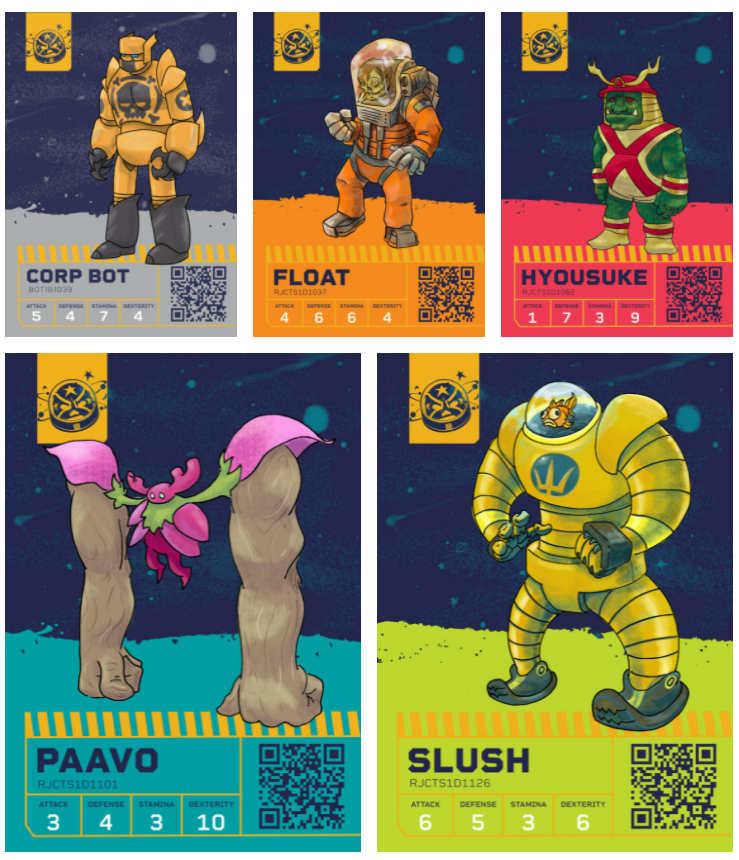 CORP BOT
BOT1B1039
ATTACK DEFENSE STAMINA DEXTERITY
5 4 7 4
FLOAT
RJCTS1D1037
ATTACK DEFENSE STAMINA DEXTERITY
4 6 6 4
HYOUSUKE
RJCTS1D1062
ATTACK DEFENSE STAMINA DEXTERITY
1 7 3 9
PAAVO
RJCTS1D1101
ATTACK DEFENSE STAMINA DEXTERITY
3 4 3 10
SLUSH
RJCTS1D1126
ATTACK DEFENSE STAMINA DEXTERITY
6 5 3 6